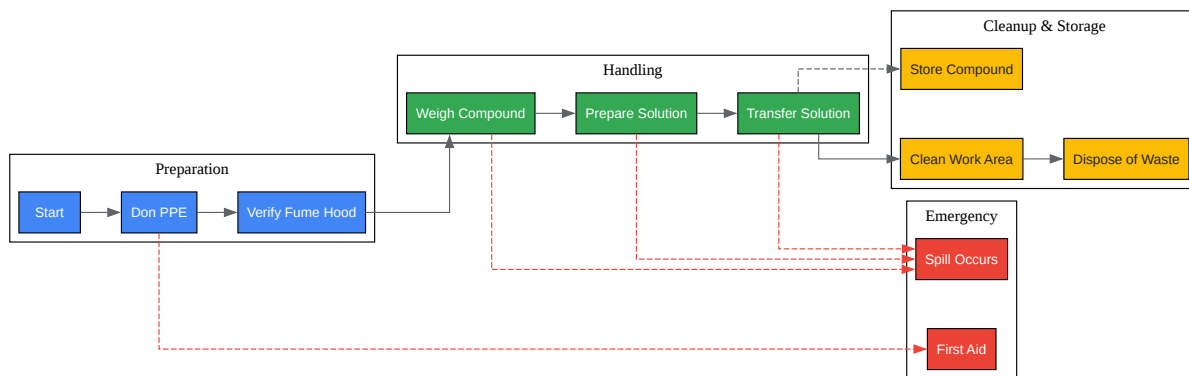 Cleanup & Storage
Store Compound
Handling
Weigh Compound
Prepare Solution
Transfer Solution
Clean Work Area
Dispose of Waste
Preparation
Start
Don PPE
Verify Fume Hood
Emergency
Spill Occurs
First Aid